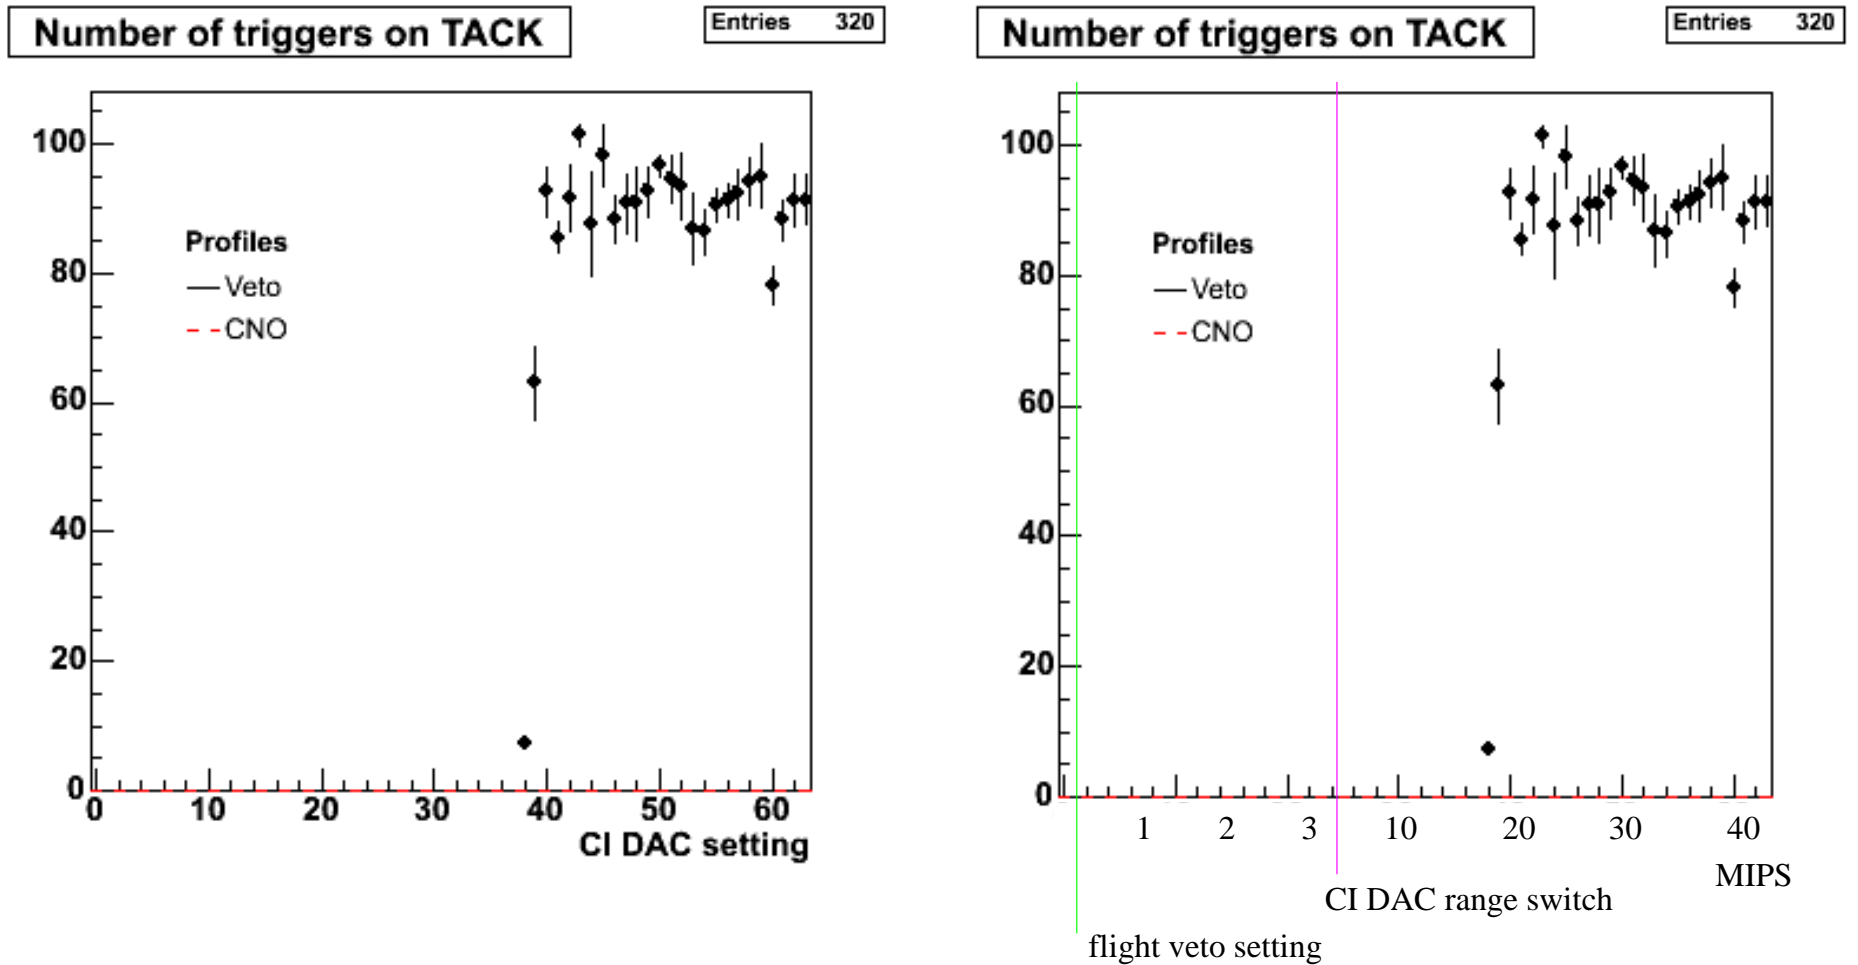 Number of triggers on TACK
Entries 320
100
80
60
40
20
0
Profiles
Veto
CNO
0 10 20 30 40 50 60
CI DAC setting
Number of triggers on TACK
Entries 320
100
80
60
40
20
0
Profiles
Veto
CNO
1 2 3 10 20 30 40
MIPS
CI DAC range switch
flight veto setting